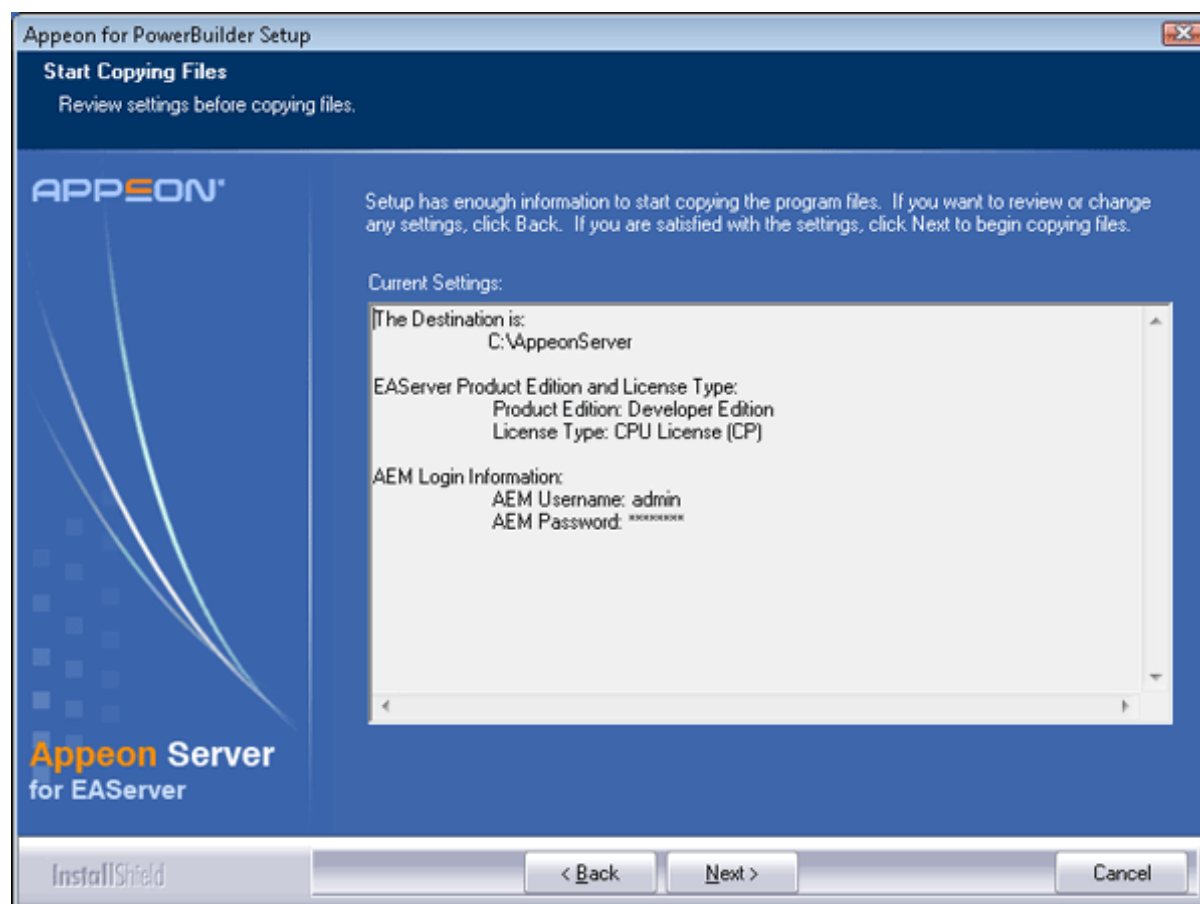 Appeon for PowerBuilder Setup
Start Copying Files
Review settings before copying files.
APPEON®
Setup has enough information to start copying the program files. If you want to review or change
any settings, click Back. If you are satisfied with the settings, click Next to begin copying files.
Current Settings:
The Destination is:
C:\AppeonServer
EAServer Product Edition and License Type:
Product Edition: Developer Edition
License Type: CPU License (CP)
AEM Login Information:
AEM Username: admin
AEM Password: ********
Appeon Server
for EAServer
InstallShield
< Back
Next >
Cancel